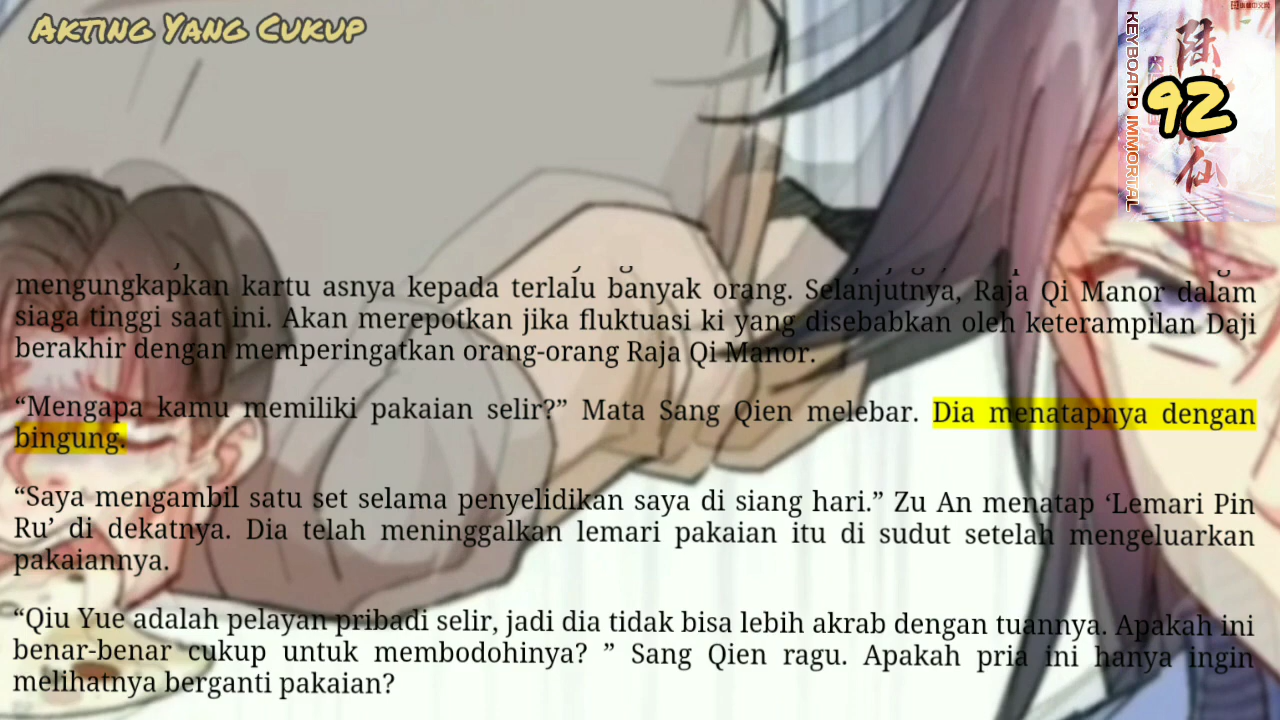 Akting Yang Cukup
KEYBOARD IMMORTAL
92
仙
mengungkapkan kartu asnya kepada terlalu banyak orang. Selanjutnya, Raja Qi Manor dalam
siaga tinggi saat ini. Akan merepotkan jika fluktuasi ki yang disebabkan oleh keterampilan Daji
berakhir dengan memperingatkan orang-orang Raja Qi Manor.
“Mengapa kamu memiliki pakaian selir?” Mata Sang Qien melebar. Dia menatapnya dengan
bingung.
“Saya mengambil satu set selama penyelidikan saya di siang hari.” Zu An menatap ‘Lemari Pin
Ru’ di dekatnya. Dia telah meninggalkan lemari pakaian itu di sudut setelah mengeluarkan
pakaiannya.
“Qiu Yue adalah pelayan pribadi selir, jadi dia tidak bisa lebih akrab dengan tuannya. Apakah ini
benar-benar cukup untuk membodohinya? ” Sang Qien ragu. Apakah pria ini hanya ingin
melihatnya berganti pakaian?